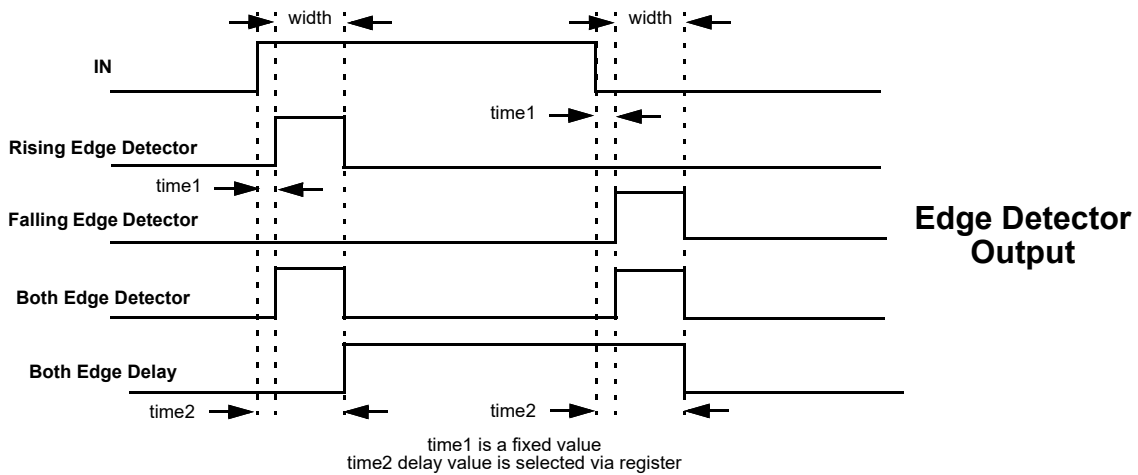 width
width
IN
time1
Rising Edge Detector
time1
Falling Edge Detector
Edge Detector
Output
Both Edge Detector
Both Edge Delay
time2
time2
time1 is a fixed value
time2 delay value is selected via register